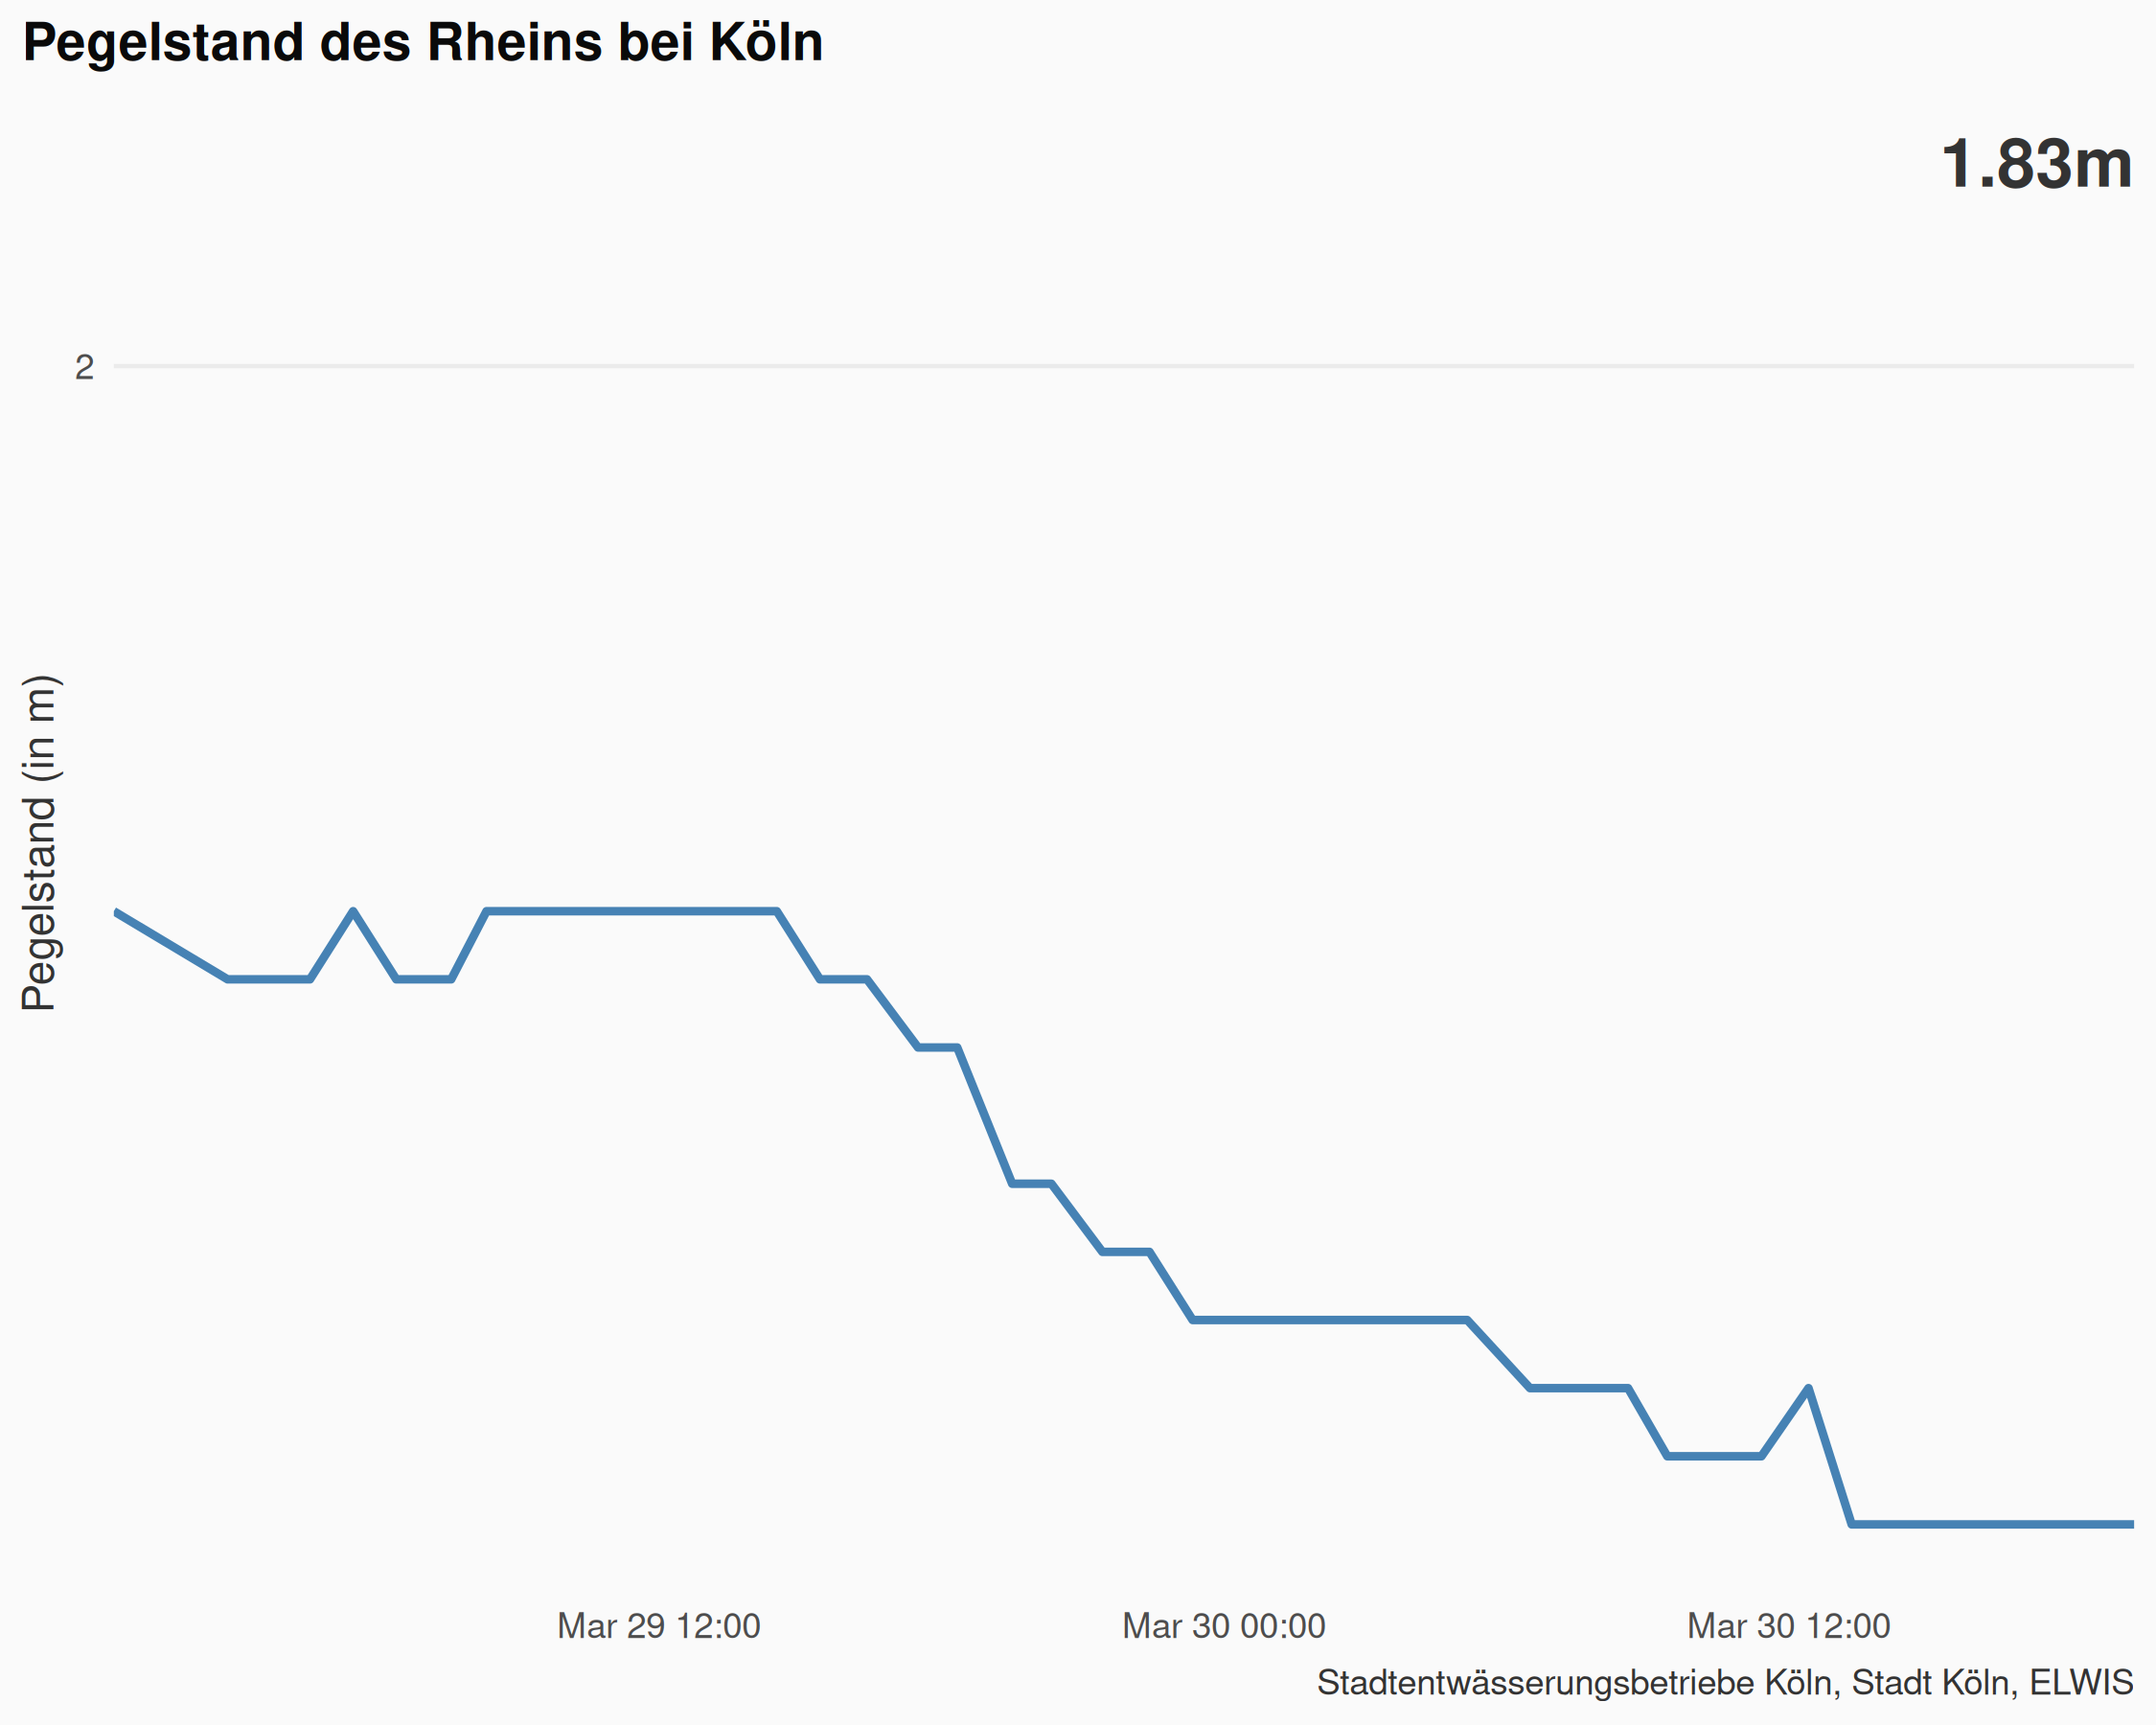 Pegelstand des Rheins bei Köln
1.83m
2
Pegelstand (in m)
Mar 29 12:00
Mar 30 00:00
Mar 30 12:00
Stadtentwässerungsbetriebe Köln, Stadt Köln, ELWIS